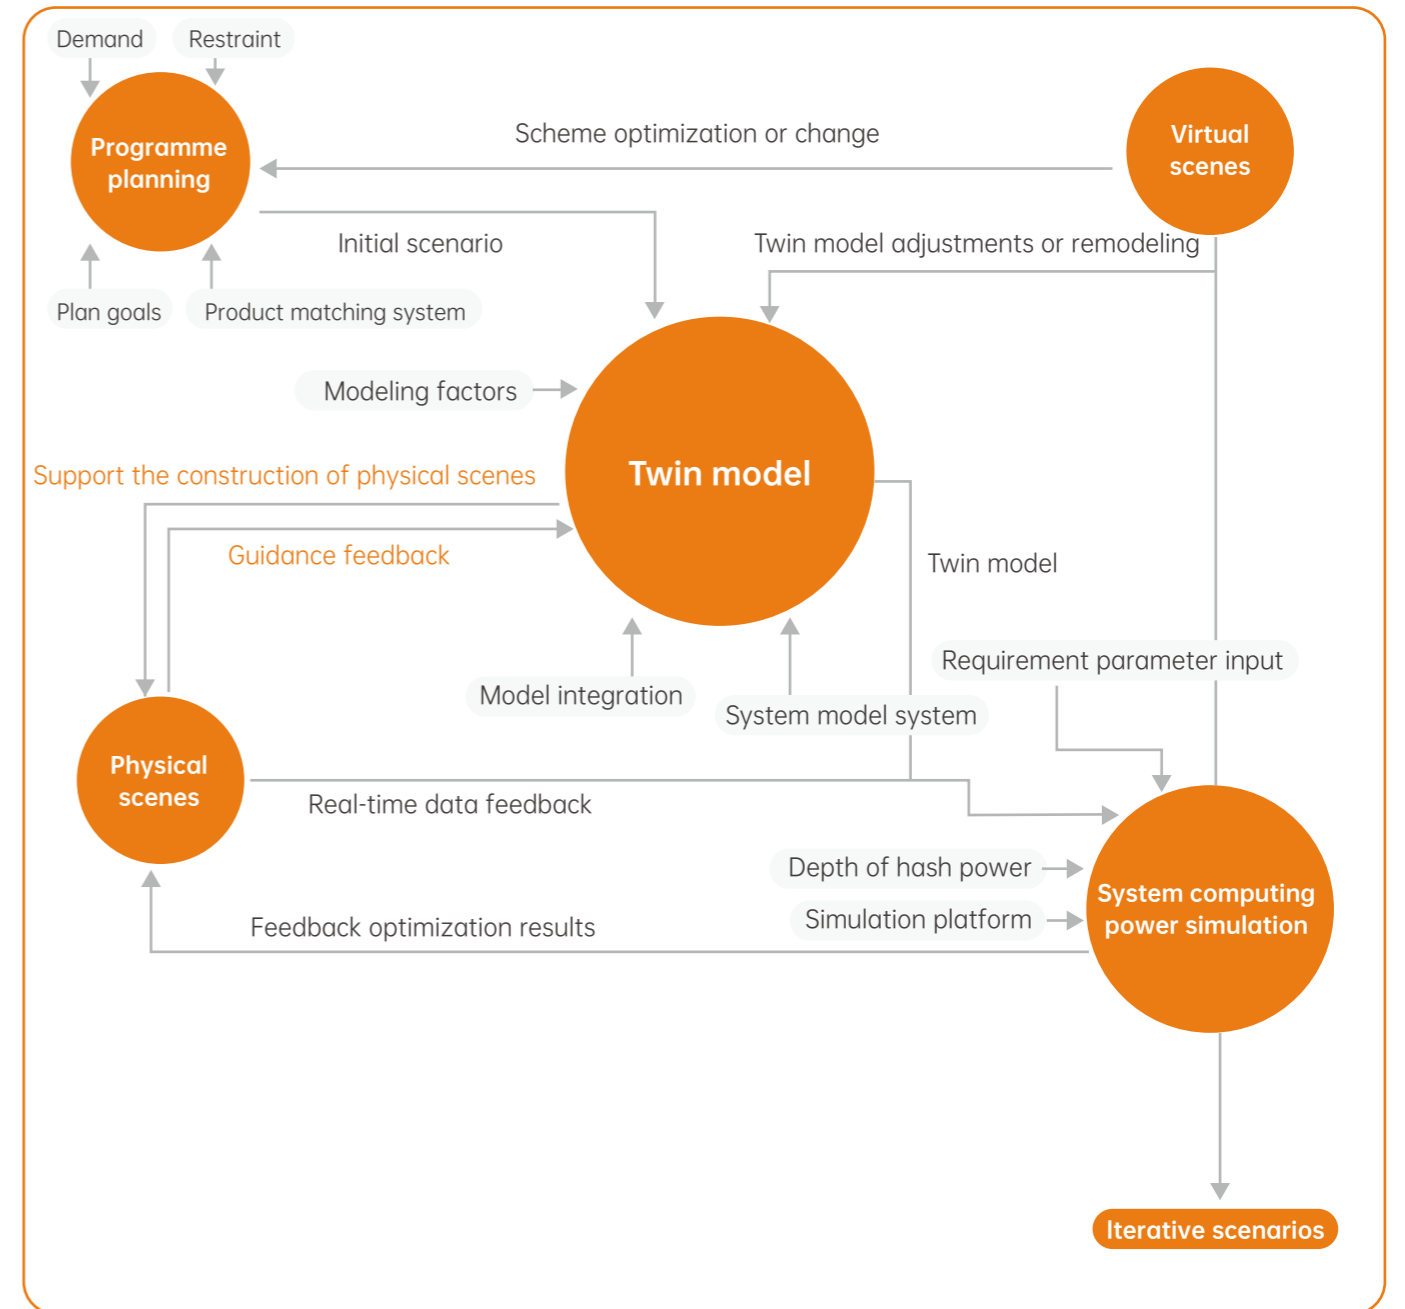 Demand
Restraint
Programme
planning
Scheme optimization or change
Virtual
scenes
Initial scenario
Twin model adjustments or remodeling
Plan goals
Product matching system
Modeling factors
Twin model
Support the construction of physical scenes
Guidance feedback
Twin model
Requirement parameter input
Model integration
System model system
Physical
scenes
Real-time data feedback
Depth of hash power
Simulation platform
System computing
power simulation
Feedback optimization results
Iterative scenarios